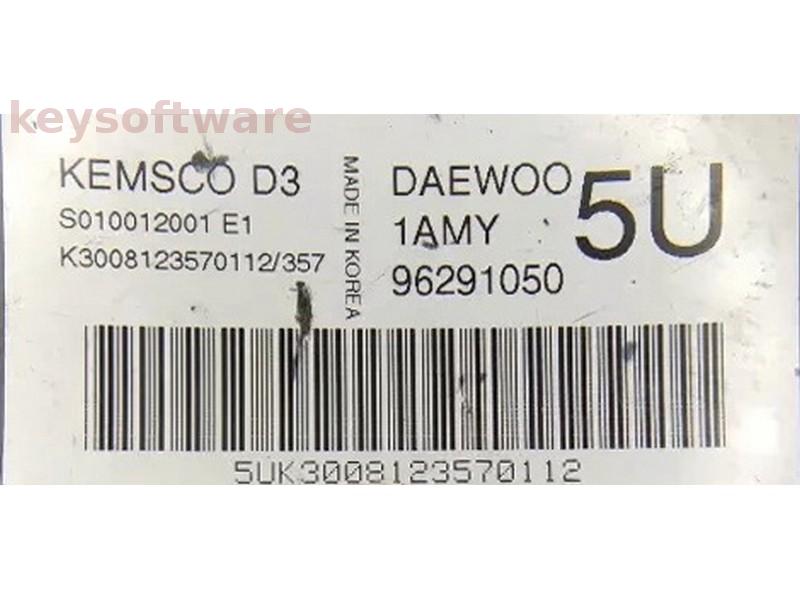 keysoftware
KEMSCO D3
S010012001 E1
K3008123570112/357
MADE IN KOREA
DAEWOO
1AMY
96291050
5U
5UK3008123570112